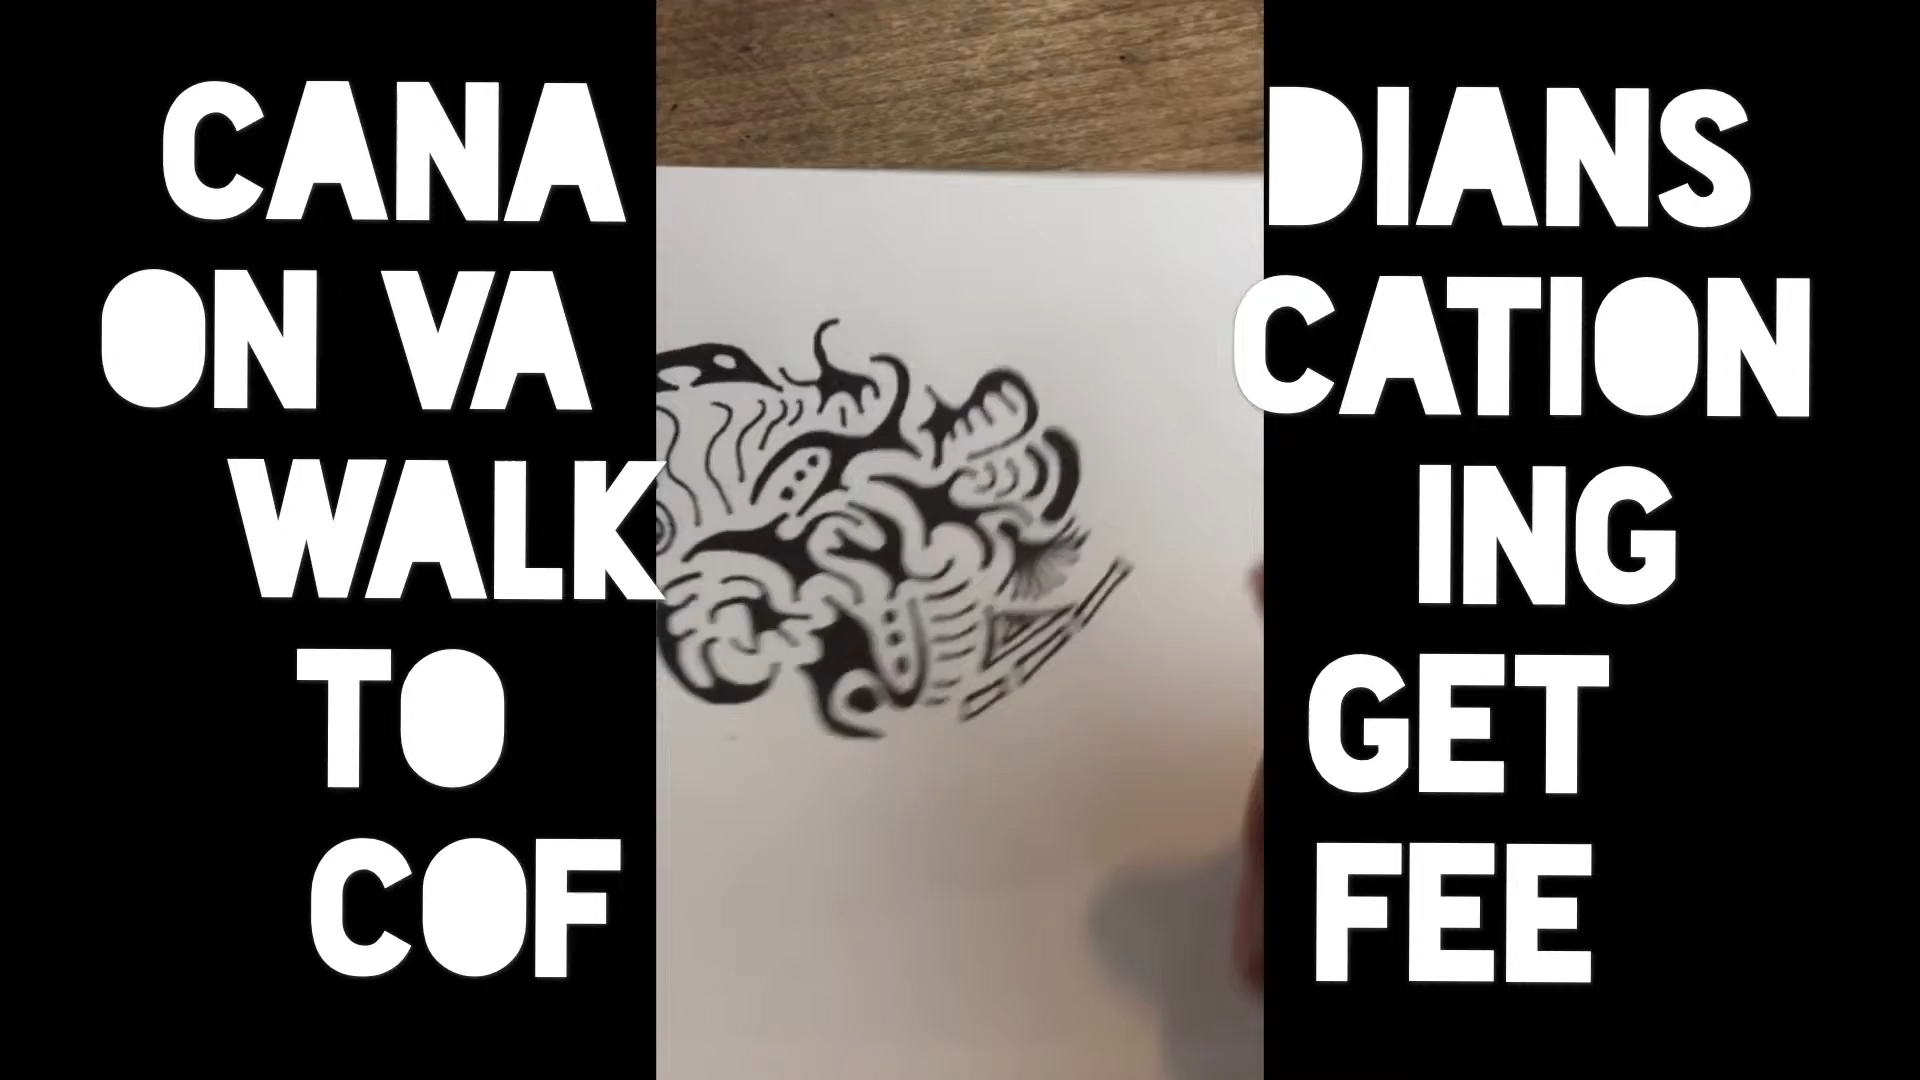 CANA DIANS
ON VA CATION
WALK ING
TO GET
COF FEE